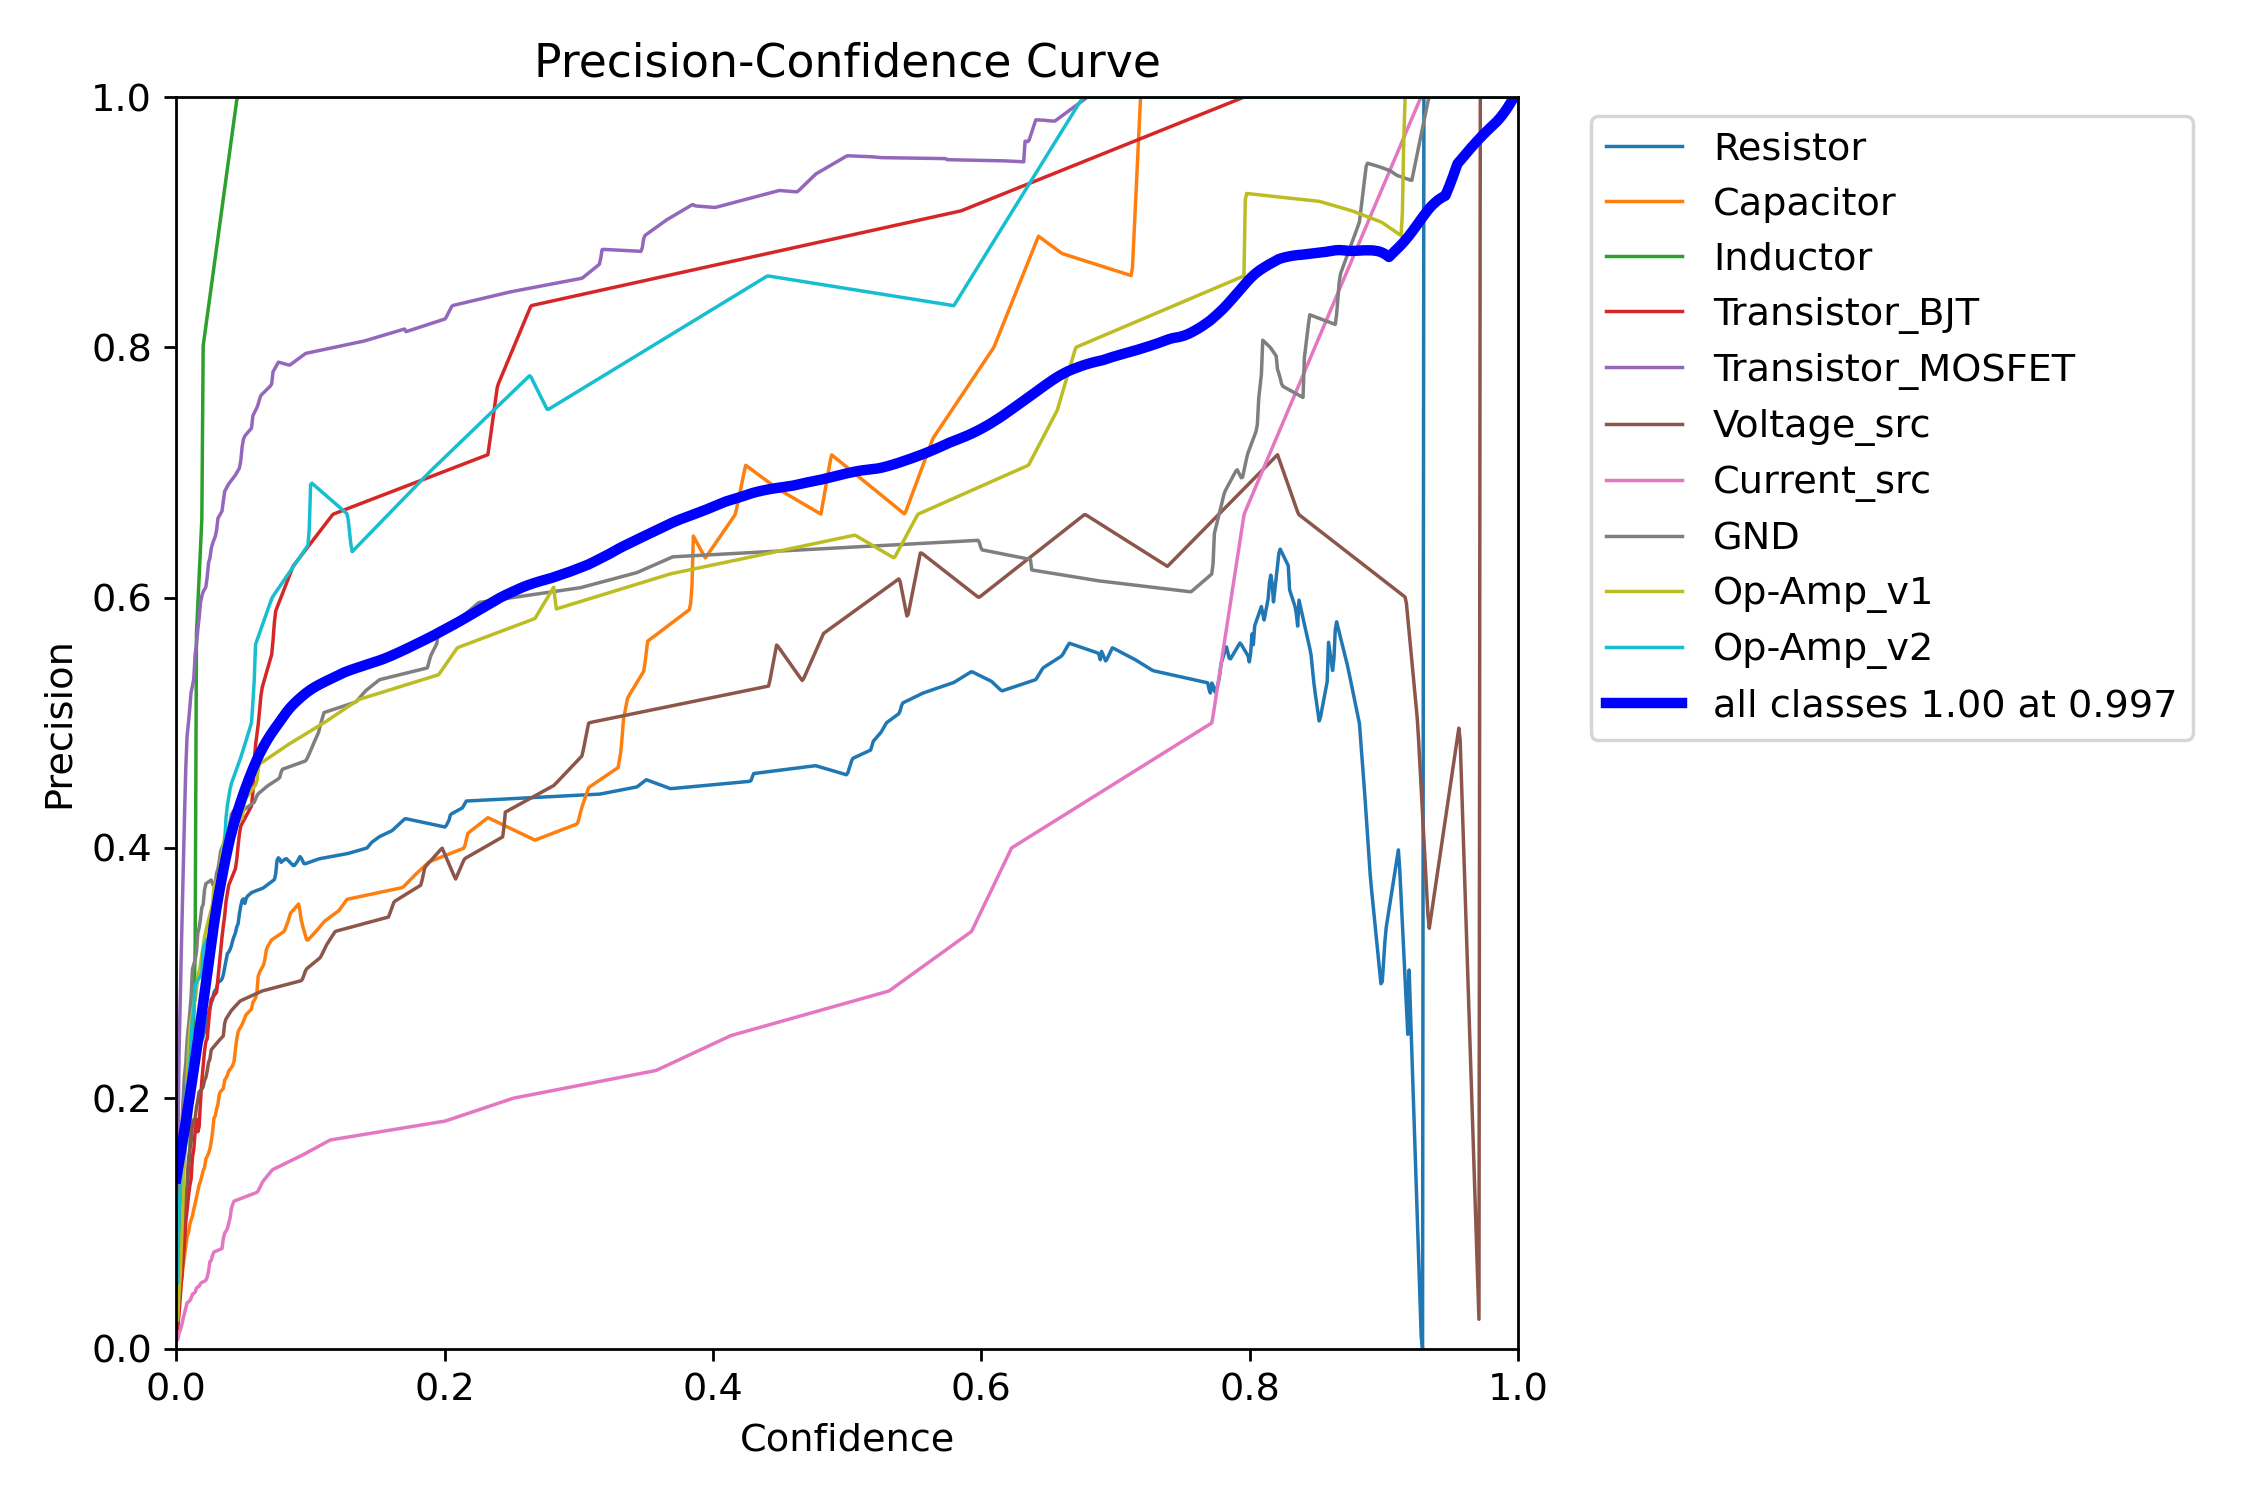 Precision-Confidence Curve
1.0
0.8
0.6
0.4
0.2
0.0
Precision
0.0 0.2 0.4 0.6 0.8 1.0
Confidence
Resistor
Capacitor
Inductor
Transistor_BJT
Transistor_MOSFET
Voltage_src
Current_src
GND
Op-Amp_v1
Op-Amp_v2
all classes 1.00 at 0.997